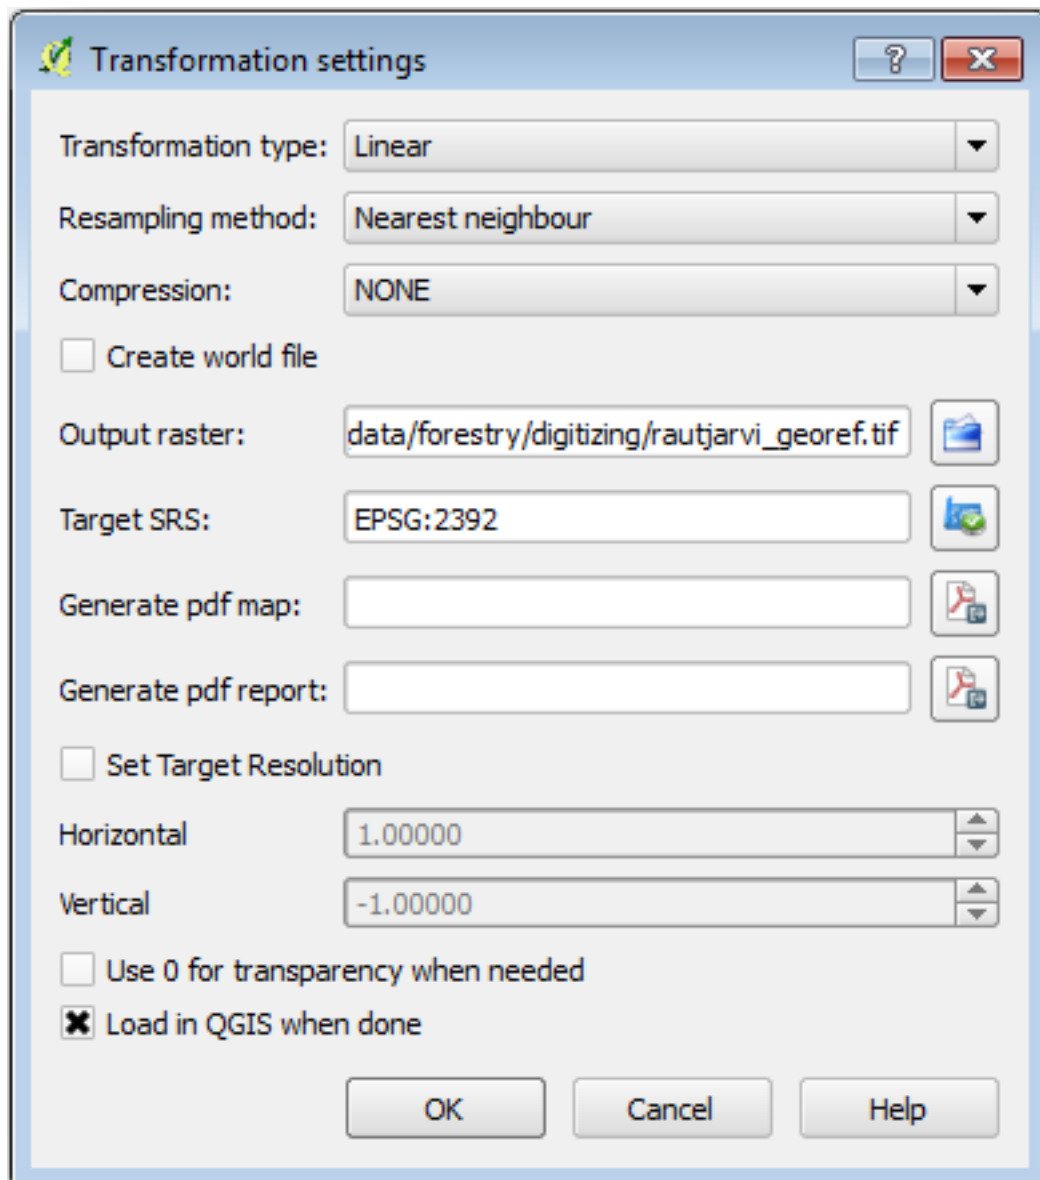 Transformation settings
Transformation type: Linear
Resampling method: Nearest neighbour
Compression: NONE
Create world file
Output raster: data/forestry/digitizing/rautjarvi_georef.tif
Target SRS: EPSG:2392
Generate pdf map:
Generate pdf report:
Set Target Resolution
Horizontal 1.00000
Vertical -1.00000
Use 0 for transparency when needed
Load in QGIS when done
OK Cancel Help